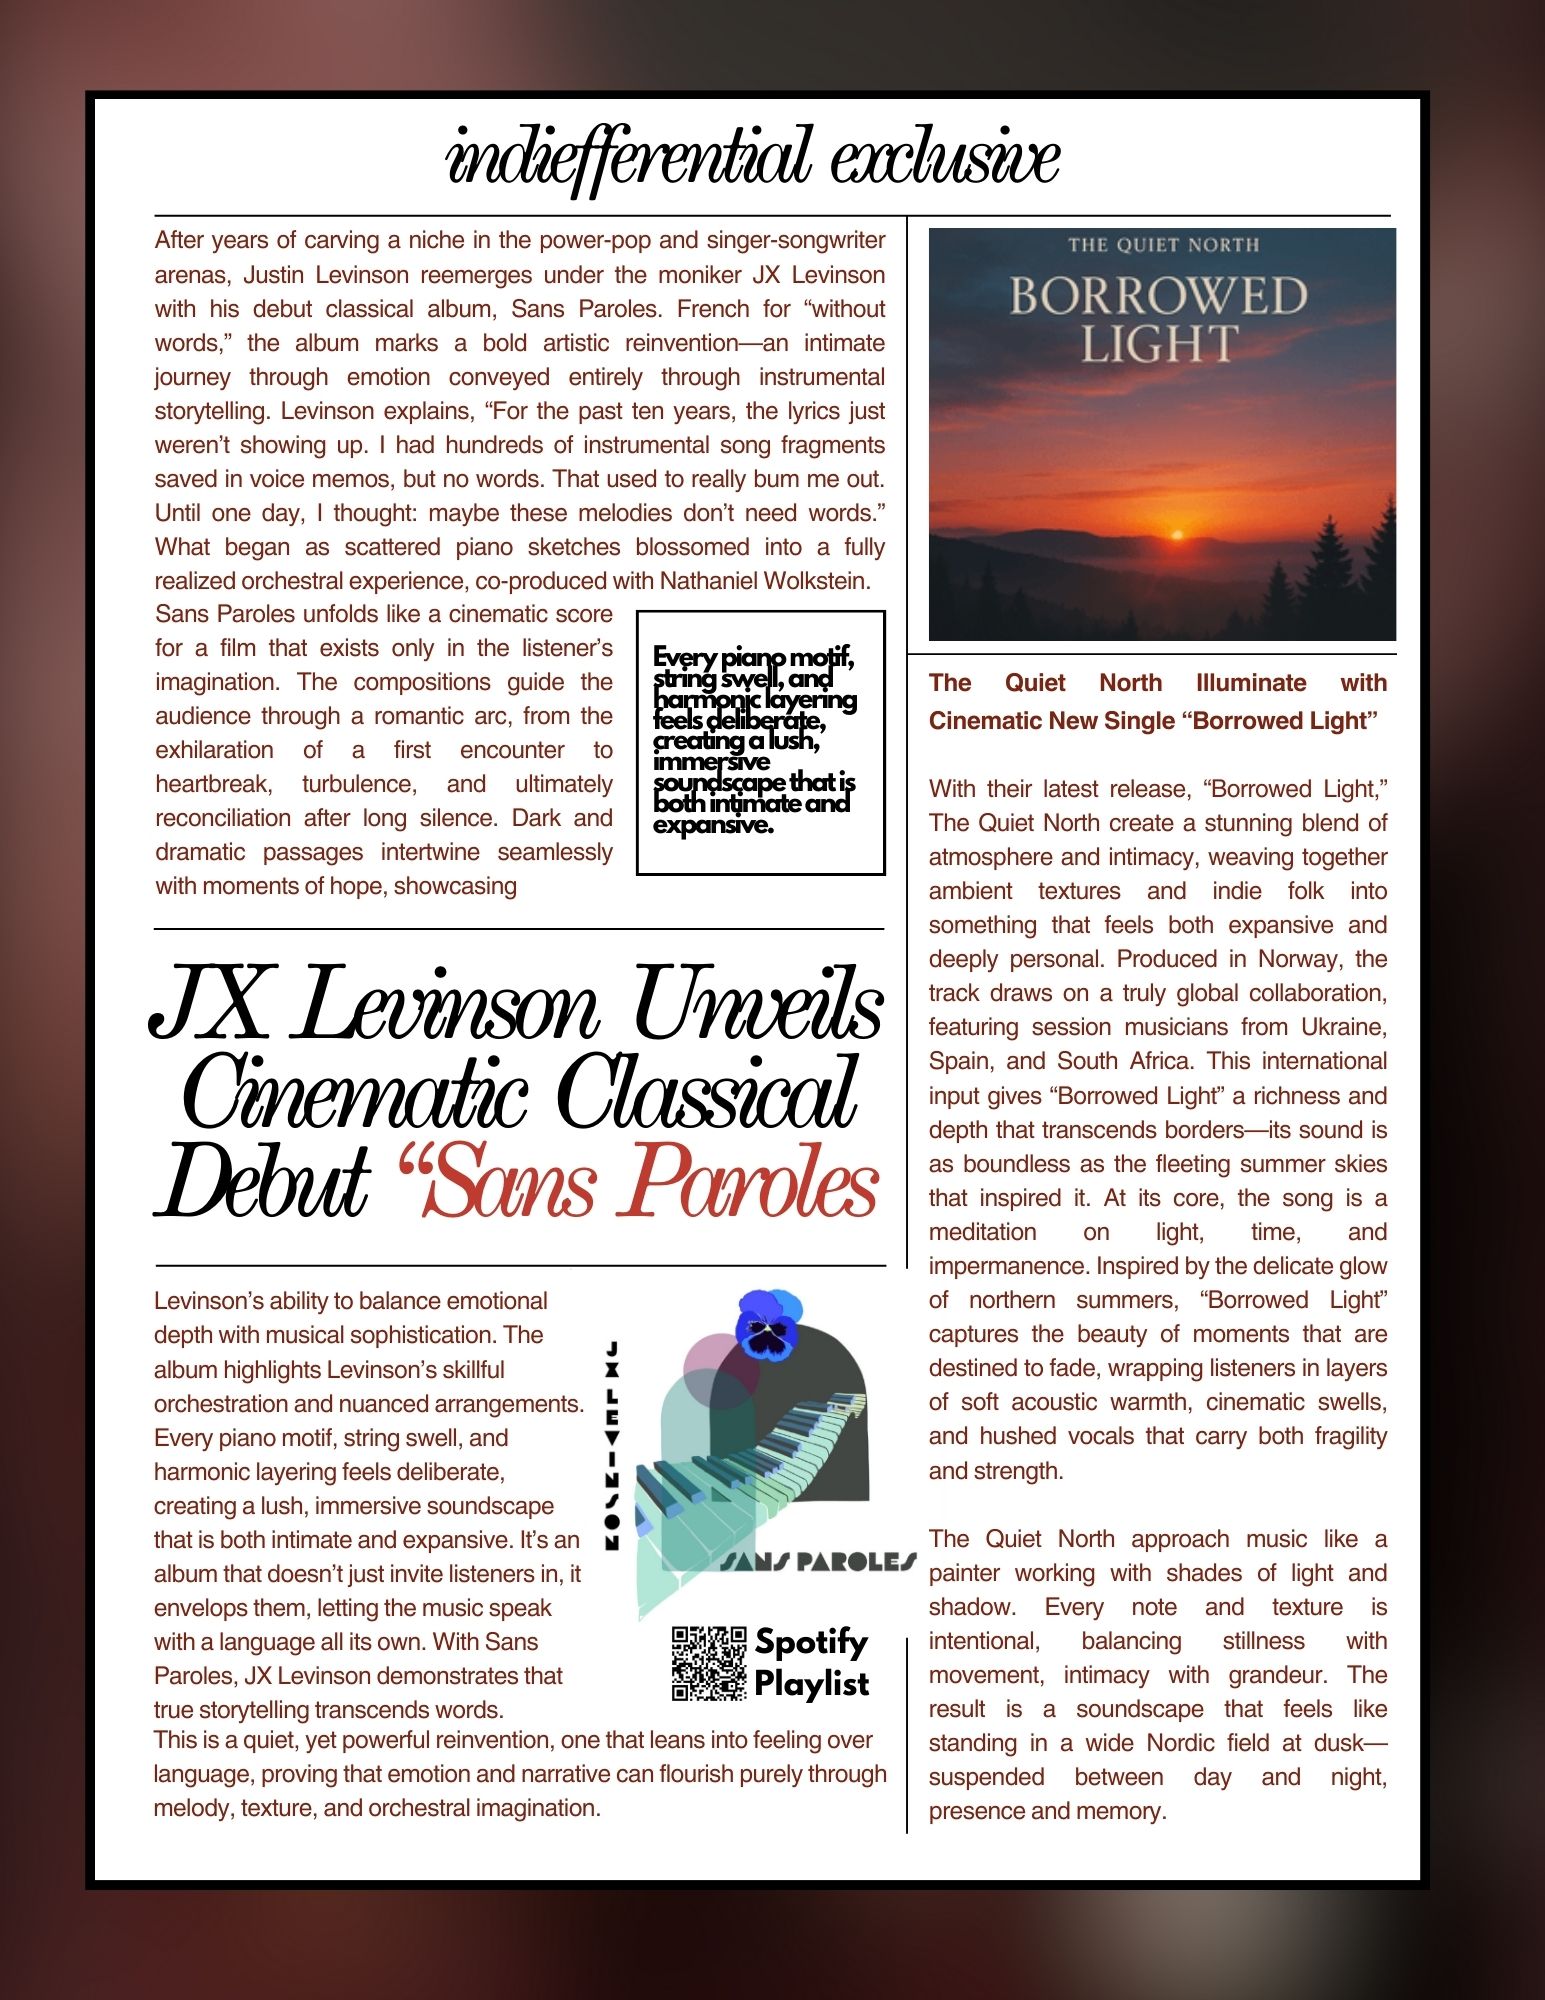 indiefferential exclusive
After years of carving a niche in the power-pop and singer-songwriter
arenas, Justin Levinson reemerges under the moniker JX Levinson
with his debut classical album, Sans Paroles. French for “without
words,” the album marks a bold artistic reinvention—an intimate
journey through emotion conveyed entirely through instrumental
storytelling. Levinson explains, “For the past ten years, the lyrics just
weren’t showing up. I had hundreds of instrumental song fragments
saved in voice memos, but no words. That used to really bum me out.
Until one day, I thought: maybe these melodies don’t need words.”
What began as scattered piano sketches blossomed into a fully
realized orchestral experience, co-produced with Nathaniel Wolkstein.
Sans Paroles unfolds like a cinematic score
for a film that exists only in the listener’s
imagination. The compositions guide the
audience through a romantic arc, from the
exhilaration of a first encounter to
heartbreak, turbulence, and ultimately
reconciliation after long silence. Dark and
dramatic passages intertwine seamlessly
with moments of hope, showcasing
Every piano motif,
string swell, and
harmonic layering
feels deliberate,
creating a lush,
immersive
soundscape that is
both intimate and
expansive.
JX Levinson Unveils
Cinematic Classical
Debut “Sans Paroles
Levinson’s ability to balance emotional
depth with musical sophistication. The
album highlights Levinson’s skillful
orchestration and nuanced arrangements.
Every piano motif, string swell, and
harmonic layering feels deliberate,
creating a lush, immersive soundscape
that is both intimate and expansive. It’s an
album that doesn’t just invite listeners in, it
envelops them, letting the music speak
with a language all its own. With Sans
Paroles, JX Levinson demonstrates that
true storytelling transcends words.
This is a quiet, yet powerful reinvention, one that leans into feeling over
language, proving that emotion and narrative can flourish purely through
melody, texture, and orchestral imagination.
JX LEVINSON
SANS PAROLES
Spotify
Playlist
THE QUIET NORTH
BORROWED
LIGHT
The Quiet North Illuminate with
Cinematic New Single “Borrowed Light”
With their latest release, “Borrowed Light,”
The Quiet North create a stunning blend of
atmosphere and intimacy, weaving together
ambient textures and indie folk into
something that feels both expansive and
deeply personal. Produced in Norway, the
track draws on a truly global collaboration,
featuring session musicians from Ukraine,
Spain, and South Africa. This international
input gives “Borrowed Light” a richness and
depth that transcends borders—its sound is
as boundless as the fleeting summer skies
that inspired it. At its core, the song is a
meditation on light, time, and
impermanence. Inspired by the delicate glow
of northern summers, “Borrowed Light”
captures the beauty of moments that are
destined to fade, wrapping listeners in layers
of soft acoustic warmth, cinematic swells,
and hushed vocals that carry both fragility
and strength.
The Quiet North approach music like a
painter working with shades of light and
shadow. Every note and texture is
intentional, balancing stillness with
movement, intimacy with grandeur. The
result is a soundscape that feels like
standing in a wide Nordic field at dusk—
suspended between day and night,
presence and memory.